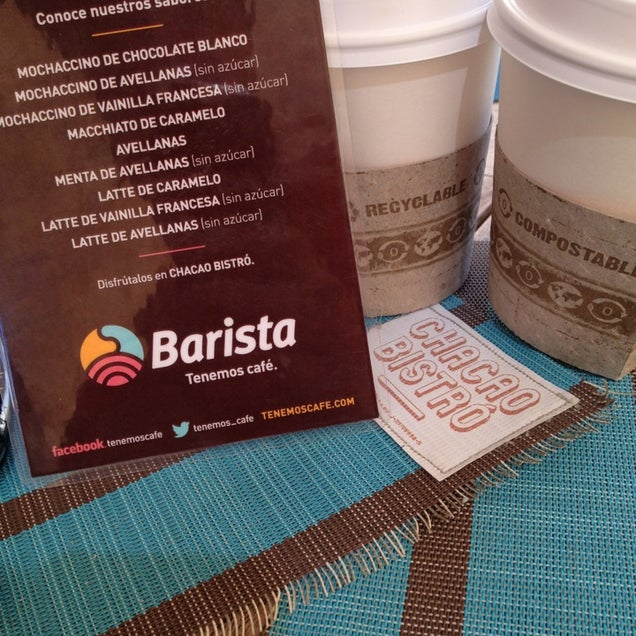 Conoce nuestros sabores
MOCHACCINO DE CHOCOLATE BLANCO
MOCHACCINO DE AVELLANAS (sin azúcar)
MOCHACCINO DE VAINILLA FRANCESA (sin azúcar)
MACCHIATO DE CARAMELO
AVELLANAS
MENTA DE AVELLANAS (sin azúcar)
LATTE DE CARAMELO
LATTE DE VAINILLA FRANCESA (sin azúcar)
LATTE DE AVELLANAS (sin azúcar)
Disfrútalos en CHACAO BISTRÓ.
Barista
Tenemos café.
facebook.tenemoscafe tenemos_cafe TENEMOSCAFE.COM
RECYCLABLE
COMPOSTABLE
CHACAO
BISTRÓ